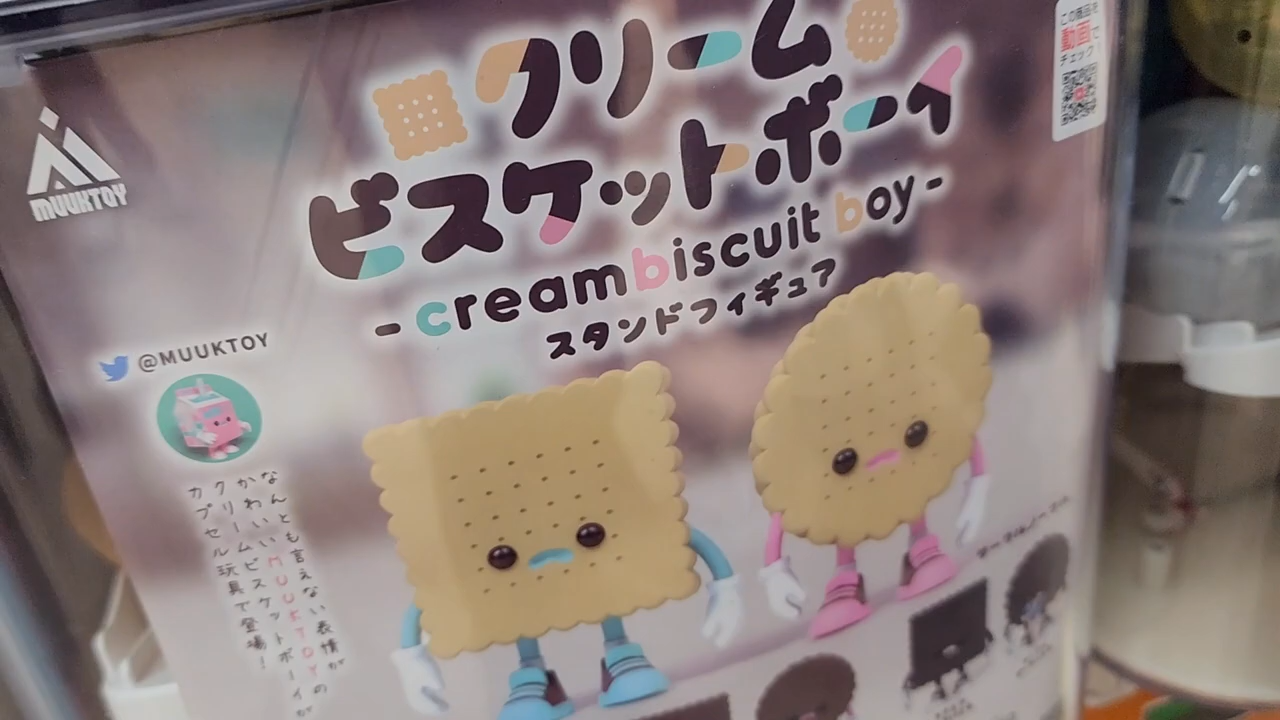 クリーム
ビスケットボーイ
-creambiscuit boy-
スタンドフィギュア
MUUKTOY
@MUUKTOY
なんとも言えない表情が
かわいいMUUKTOYの
クリームビスケットボーイが
カプセル玩具で登場!
この商品を
動画で
チェック!